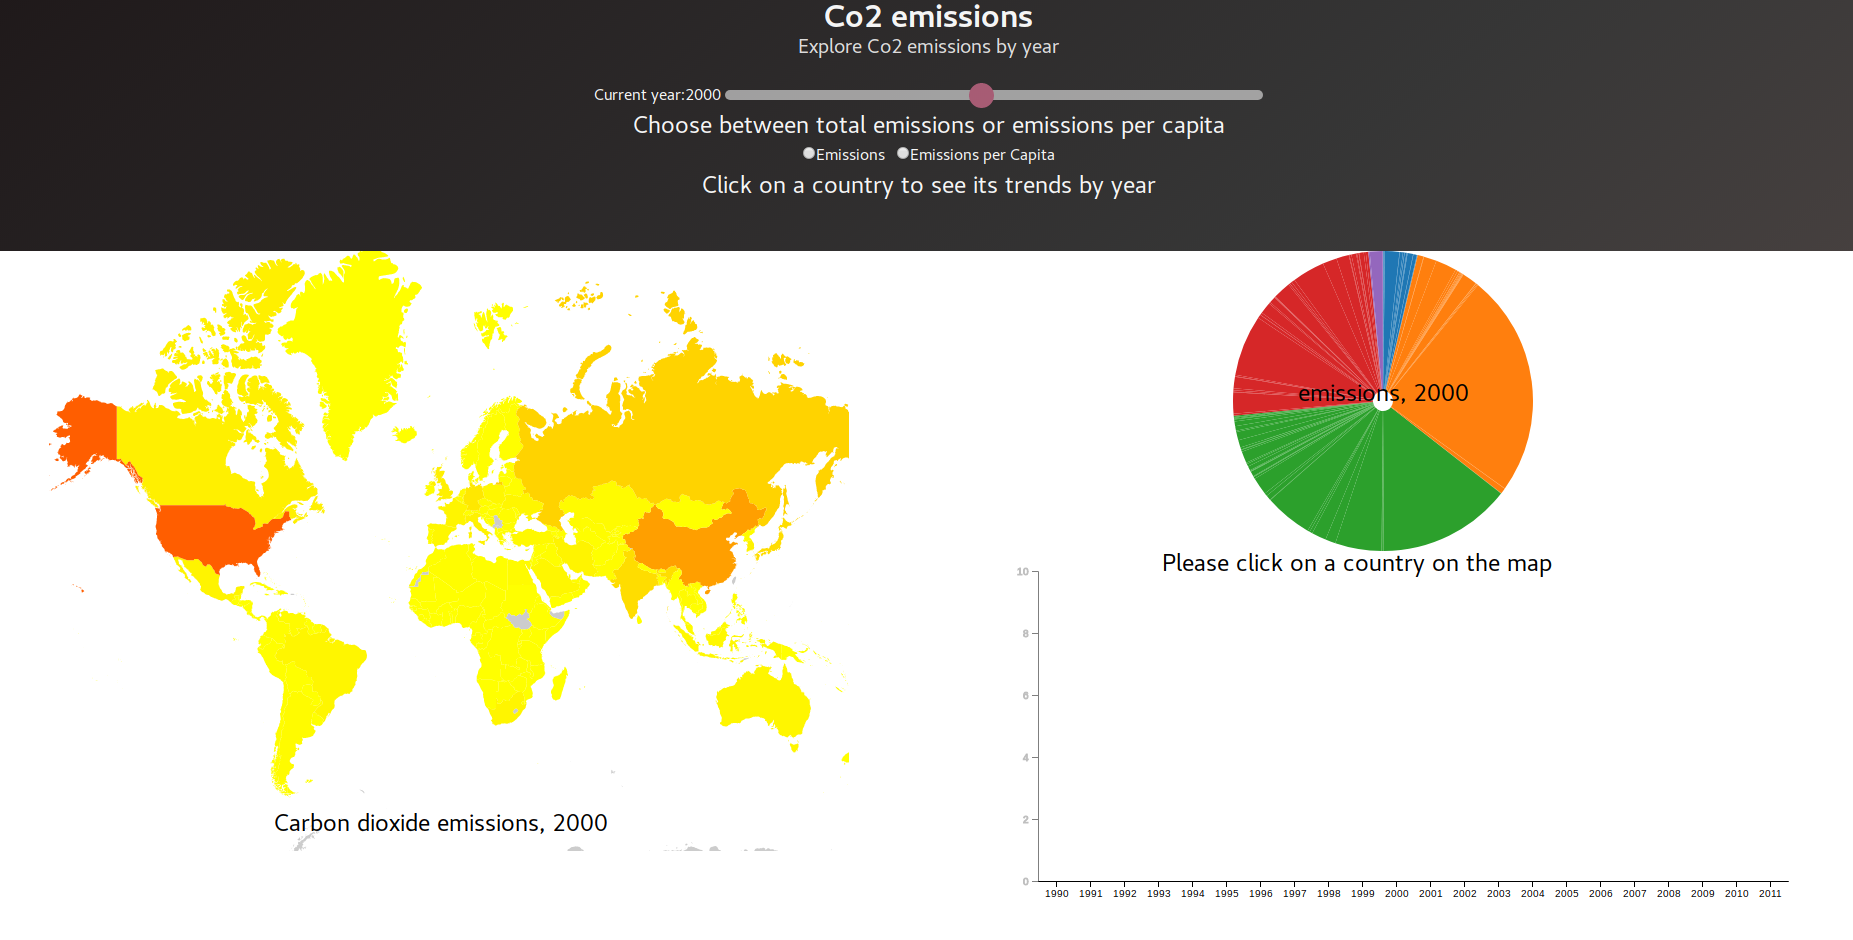 Co2 emissions
Explore Co2 emissions by year
Current year:2000
Choose between total emissions or emissions per capita
Emissions Emissions per Capita
Click on a country to see its trends by year
emissions, 2000
Please click on a country on the map
10
8
6
4
2
0
1990 1991 1992 1993 1994 1995 1996 1997 1998 1999 2000 2001 2002 2003 2004 2005 2006 2007 2008 2009 2010 2011
Carbon dioxide emissions, 2000